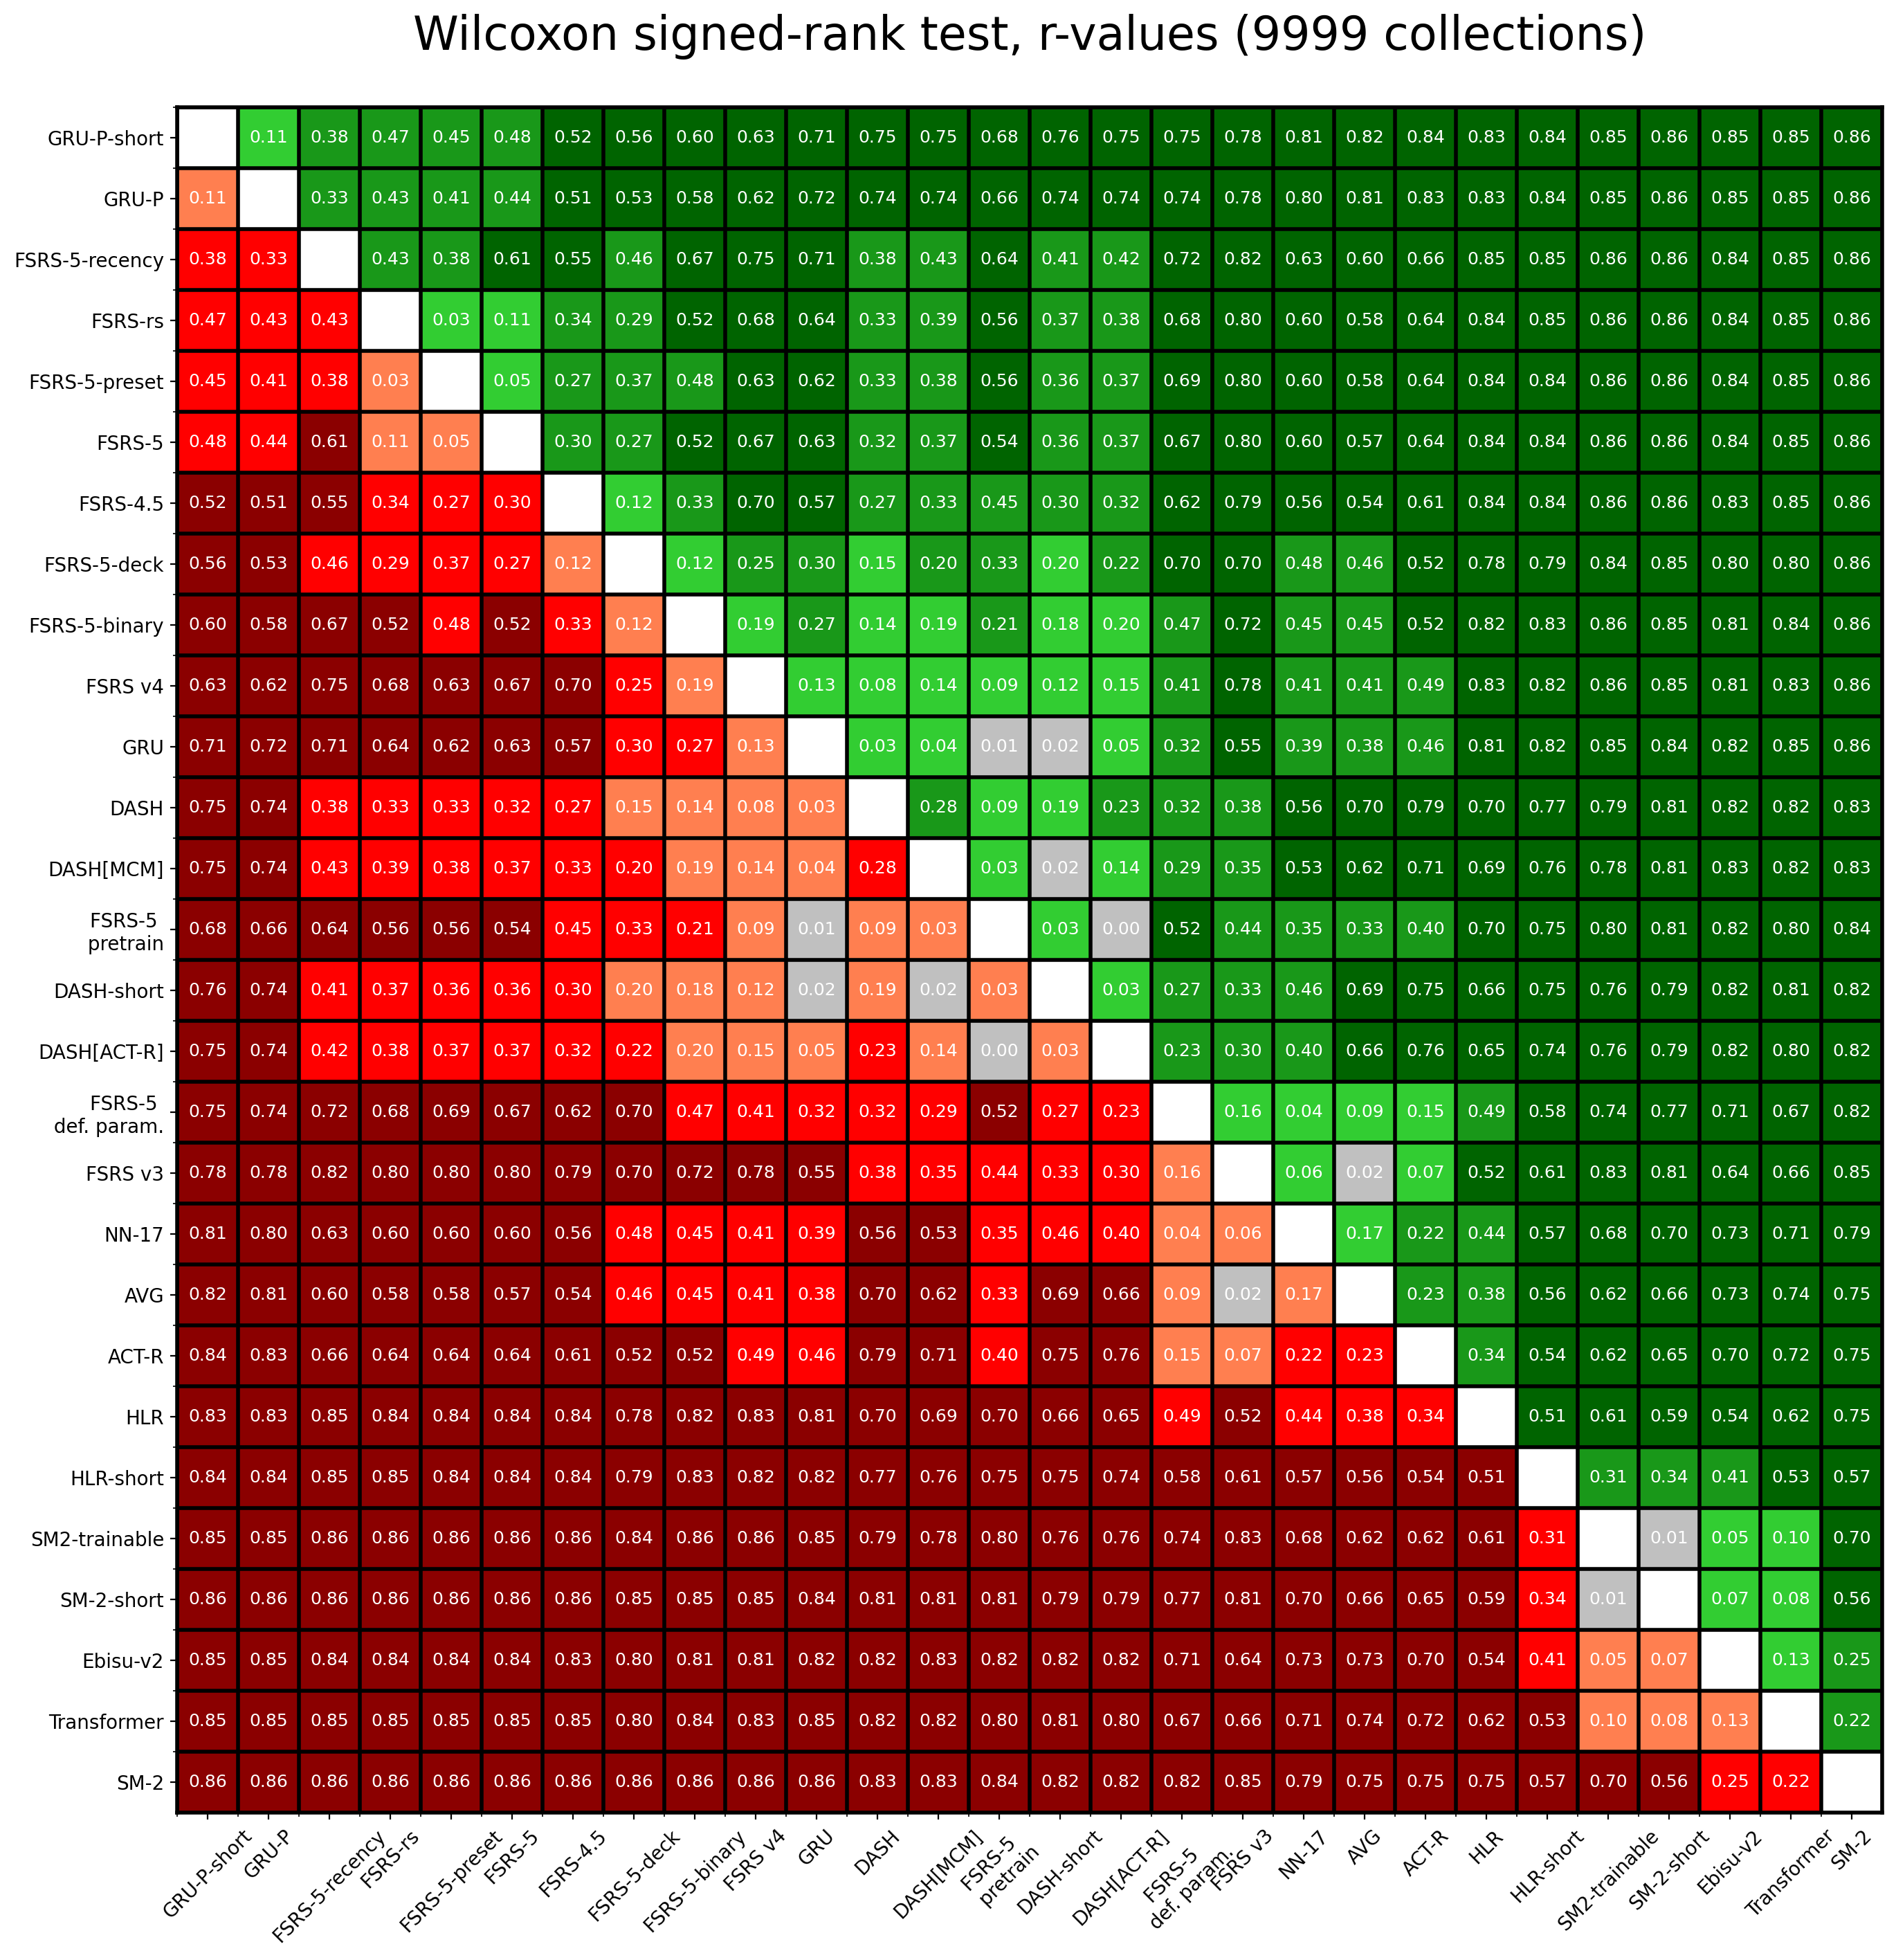 Wilcoxon signed-rank test, r-values (9999 collections)
GRU-P-short 0.11 0.38 0.47 0.45 0.48 0.52 0.56 0.60 0.63 0.71 0.75 0.75 0.68 0.76 0.75 0.75 0.78 0.81 0.82 0.84 0.83 0.84 0.85 0.86 0.85 0.85 0.86
GRU-P 0.11 0.33 0.43 0.41 0.44 0.51 0.53 0.58 0.62 0.72 0.74 0.74 0.66 0.74 0.74 0.74 0.78 0.80 0.81 0.83 0.83 0.84 0.85 0.86 0.85 0.85 0.86
FSRS-5-recency 0.38 0.33 0.43 0.38 0.61 0.55 0.46 0.67 0.75 0.71 0.38 0.43 0.64 0.41 0.42 0.72 0.82 0.63 0.60 0.66 0.85 0.85 0.86 0.86 0.84 0.85 0.86
FSRS-rs 0.47 0.43 0.43 0.03 0.11 0.34 0.29 0.52 0.68 0.64 0.33 0.39 0.56 0.37 0.38 0.68 0.80 0.60 0.58 0.64 0.84 0.85 0.86 0.86 0.84 0.85 0.86
FSRS-5-preset 0.45 0.41 0.38 0.03 0.05 0.27 0.37 0.48 0.63 0.62 0.33 0.38 0.56 0.36 0.37 0.69 0.80 0.60 0.58 0.64 0.84 0.84 0.86 0.86 0.84 0.85 0.86
FSRS-5 0.48 0.44 0.61 0.11 0.05 0.30 0.27 0.52 0.67 0.63 0.32 0.37 0.54 0.36 0.37 0.67 0.80 0.60 0.57 0.64 0.84 0.84 0.86 0.86 0.84 0.85 0.86
FSRS-4.5 0.52 0.51 0.55 0.34 0.27 0.30 0.12 0.33 0.70 0.57 0.27 0.33 0.45 0.30 0.32 0.62 0.79 0.56 0.54 0.61 0.84 0.84 0.86 0.86 0.83 0.85 0.86
FSRS-5-deck 0.56 0.53 0.46 0.29 0.37 0.27 0.12 0.12 0.25 0.30 0.15 0.20 0.33 0.20 0.22 0.70 0.70 0.48 0.46 0.52 0.78 0.79 0.84 0.85 0.80 0.80 0.86
FSRS-5-binary 0.60 0.58 0.67 0.52 0.48 0.52 0.33 0.12 0.19 0.27 0.14 0.19 0.21 0.18 0.20 0.47 0.72 0.45 0.45 0.52 0.82 0.83 0.86 0.85 0.81 0.84 0.86
FSRS v4 0.63 0.62 0.75 0.68 0.63 0.67 0.70 0.25 0.19 0.13 0.08 0.14 0.09 0.12 0.15 0.41 0.78 0.41 0.41 0.49 0.83 0.82 0.86 0.85 0.81 0.83 0.86
GRU 0.71 0.72 0.71 0.64 0.62 0.63 0.57 0.30 0.27 0.13 0.03 0.04 0.01 0.02 0.05 0.32 0.55 0.39 0.38 0.46 0.81 0.82 0.85 0.84 0.82 0.85 0.86
DASH 0.75 0.74 0.38 0.33 0.33 0.32 0.27 0.15 0.14 0.08 0.03 0.28 0.09 0.19 0.23 0.32 0.38 0.56 0.70 0.79 0.70 0.77 0.79 0.81 0.82 0.82 0.83
DASH[MCM] 0.75 0.74 0.43 0.39 0.38 0.37 0.33 0.20 0.19 0.14 0.04 0.28 0.03 0.02 0.14 0.29 0.35 0.53 0.62 0.71 0.69 0.76 0.78 0.81 0.83 0.82 0.83
FSRS-5
pretrain 0.68 0.66 0.64 0.56 0.56 0.54 0.45 0.33 0.21 0.09 0.01 0.09 0.03 0.03 0.00 0.52 0.44 0.35 0.33 0.40 0.70 0.75 0.80 0.81 0.82 0.80 0.84
DASH-short 0.76 0.74 0.41 0.37 0.36 0.36 0.30 0.20 0.18 0.12 0.02 0.19 0.02 0.03 0.03 0.27 0.33 0.46 0.69 0.75 0.66 0.75 0.76 0.79 0.82 0.81 0.82
DASH[ACT-R] 0.75 0.74 0.42 0.38 0.37 0.37 0.32 0.22 0.20 0.15 0.05 0.23 0.14 0.00 0.03 0.23 0.30 0.40 0.66 0.76 0.65 0.74 0.76 0.79 0.82 0.80 0.82
FSRS-5
def. param. 0.75 0.74 0.72 0.68 0.69 0.67 0.62 0.70 0.47 0.41 0.32 0.32 0.29 0.52 0.27 0.23 0.16 0.04 0.09 0.15 0.49 0.58 0.74 0.77 0.71 0.67 0.82
FSRS v3 0.78 0.78 0.82 0.80 0.80 0.80 0.79 0.70 0.72 0.78 0.55 0.38 0.35 0.44 0.33 0.30 0.16 0.06 0.02 0.07 0.52 0.61 0.83 0.81 0.64 0.66 0.85
NN-17 0.81 0.80 0.63 0.60 0.60 0.60 0.56 0.48 0.45 0.41 0.39 0.56 0.53 0.35 0.46 0.40 0.04 0.06 0.17 0.22 0.44 0.57 0.68 0.70 0.73 0.71 0.79
AVG 0.82 0.81 0.60 0.58 0.58 0.57 0.54 0.46 0.45 0.41 0.38 0.70 0.62 0.33 0.69 0.66 0.09 0.02 0.17 0.23 0.38 0.56 0.62 0.66 0.73 0.74 0.75
ACT-R 0.84 0.83 0.66 0.64 0.64 0.64 0.61 0.52 0.52 0.49 0.46 0.79 0.71 0.40 0.75 0.76 0.15 0.07 0.22 0.23 0.34 0.54 0.62 0.65 0.70 0.72 0.75
HLR 0.83 0.83 0.85 0.84 0.84 0.84 0.84 0.78 0.82 0.83 0.81 0.70 0.69 0.70 0.66 0.65 0.49 0.52 0.44 0.38 0.34 0.51 0.61 0.59 0.54 0.62 0.75
HLR-short 0.84 0.84 0.85 0.85 0.84 0.84 0.84 0.79 0.83 0.82 0.82 0.77 0.76 0.75 0.75 0.74 0.58 0.61 0.57 0.56 0.54 0.51 0.31 0.34 0.41 0.53 0.57
SM2-trainable 0.85 0.85 0.86 0.86 0.86 0.86 0.86 0.84 0.86 0.86 0.85 0.79 0.78 0.80 0.76 0.76 0.74 0.83 0.68 0.62 0.62 0.61 0.31 0.01 0.05 0.10 0.70
SM-2-short 0.86 0.86 0.86 0.86 0.86 0.86 0.86 0.85 0.85 0.85 0.84 0.81 0.81 0.81 0.79 0.79 0.77 0.81 0.70 0.66 0.65 0.59 0.34 0.01 0.07 0.08 0.56
Ebisu-v2 0.85 0.85 0.84 0.84 0.84 0.84 0.83 0.80 0.81 0.81 0.82 0.82 0.83 0.82 0.82 0.82 0.71 0.64 0.73 0.73 0.70 0.54 0.41 0.05 0.07 0.13 0.25
Transformer 0.85 0.85 0.85 0.85 0.85 0.85 0.85 0.80 0.84 0.83 0.85 0.82 0.82 0.80 0.81 0.80 0.67 0.66 0.71 0.74 0.72 0.62 0.53 0.10 0.08 0.13 0.22
SM-2 0.86 0.86 0.86 0.86 0.86 0.86 0.86 0.86 0.86 0.86 0.86 0.83 0.83 0.84 0.82 0.82 0.82 0.85 0.79 0.75 0.75 0.75 0.57 0.70 0.56 0.25 0.22
GRU-P-short
GRU-P
FSRS-5-recency
FSRS-rs
FSRS-5-preset
FSRS-5
FSRS-4.5
FSRS-5-deck
FSRS-5-binary
FSRS v4
GRU
DASH
DASH[MCM]
FSRS-5
pretrain
DASH-short
DASH[ACT-R]
FSRS-5
def. param.
FSRS v3
NN-17
AVG
ACT-R
HLR
HLR-short
SM2-trainable
SM-2-short
Ebisu-v2
Transformer
SM-2